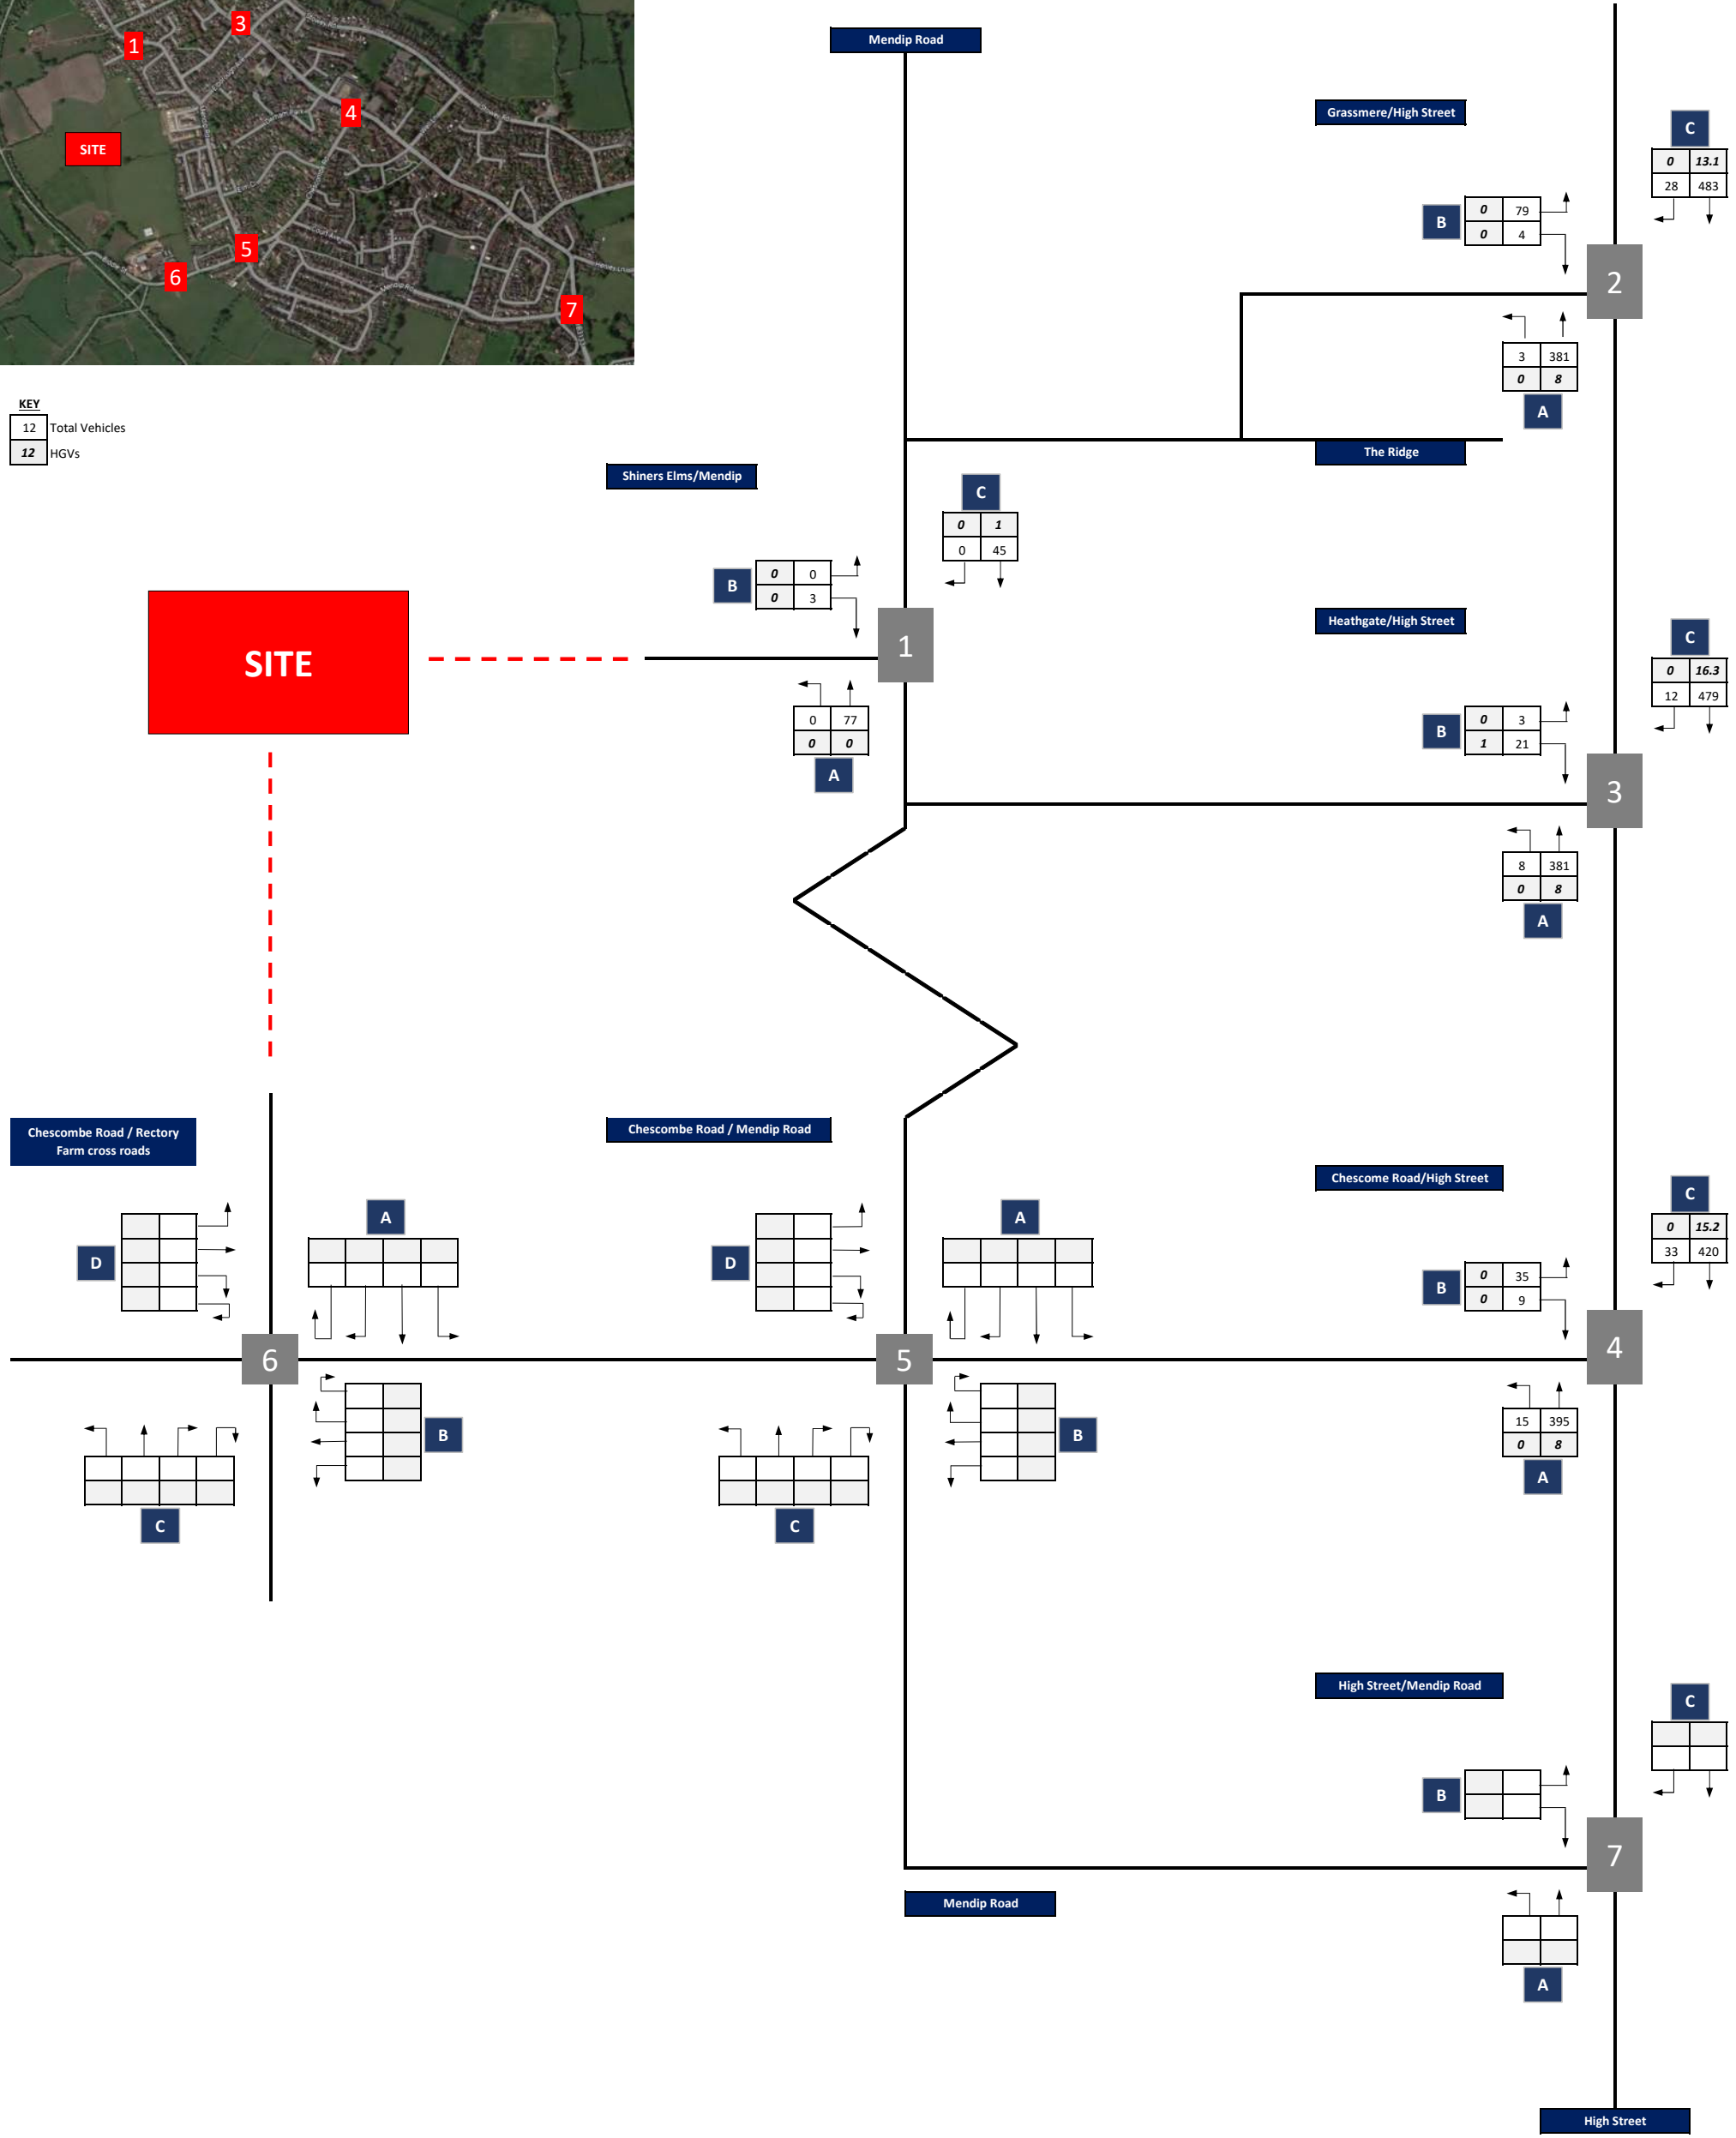 3
1
4
SITE
5
6
7
KEY
12 Total Vehicles
12 HGVs
Mendip Road
Grassmere/High Street
C
0 13.1
28 483
B
0 79
0 4
2
3 381
0 8
A
The Ridge
Shiners Elms/Mendip
C
0 1
0 45
B
0 0
0 3
1
SITE
0 77
0 0
A
Heathgate/High Street
C
0 16.3
12 479
B
0 3
1 21
3
8 381
0 8
A
Chescombe Road / Rectory
Farm cross roads
D
A
6
B
C
Chescombe Road / Mendip Road
D
A
5
B
C
Chescome Road/High Street
C
0 15.2
33 420
B
0 35
0 9
4
15 395
0 8
A
High Street/Mendip Road
C
B
7
Mendip Road
A
High Street